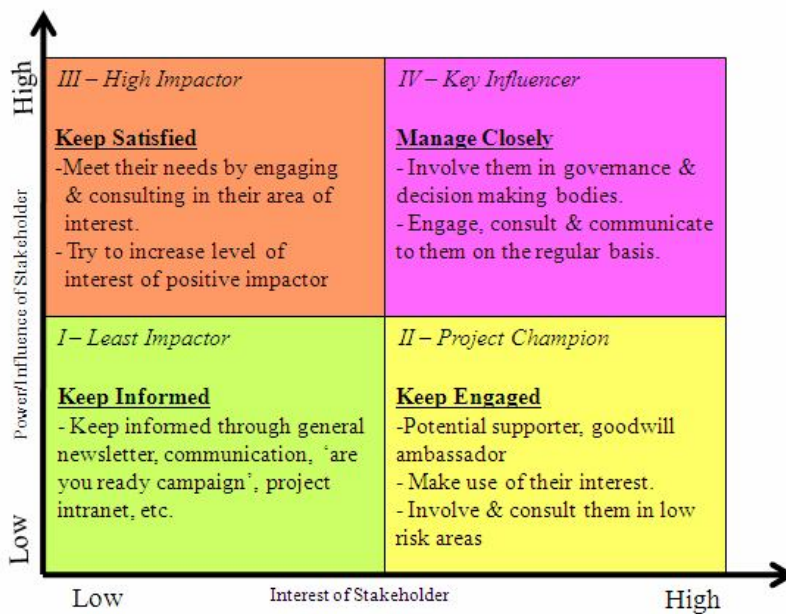 High
Power/Influence of Stakeholder
Low
III – High Impactor
Keep Satisfied
-Meet their needs by engaging
& consulting in their area of
interest.
- Try to increase level of
interest of positive impactor
IV – Key Influencer
Manage Closely
- Involve them in governance &
decision making bodies.
- Engage, consult & communicate
to them on the regular basis.
I – Least Impactor
Keep Informed
- Keep informed through general
newsletter, communication, ‘are
you ready campaign’, project
intranet, etc.
II – Project Champion
Keep Engaged
-Potential supporter, goodwill
ambassador
- Make use of their interest.
- Involve & consult them in low
risk areas
Low
Interest of Stakeholder
High